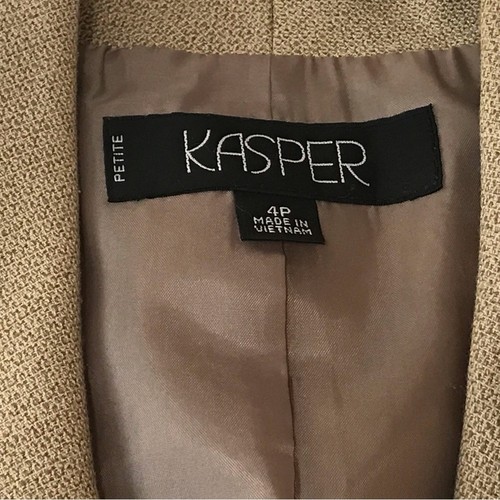 PETITE
KASPER
4P
MADE IN
VIETNAM